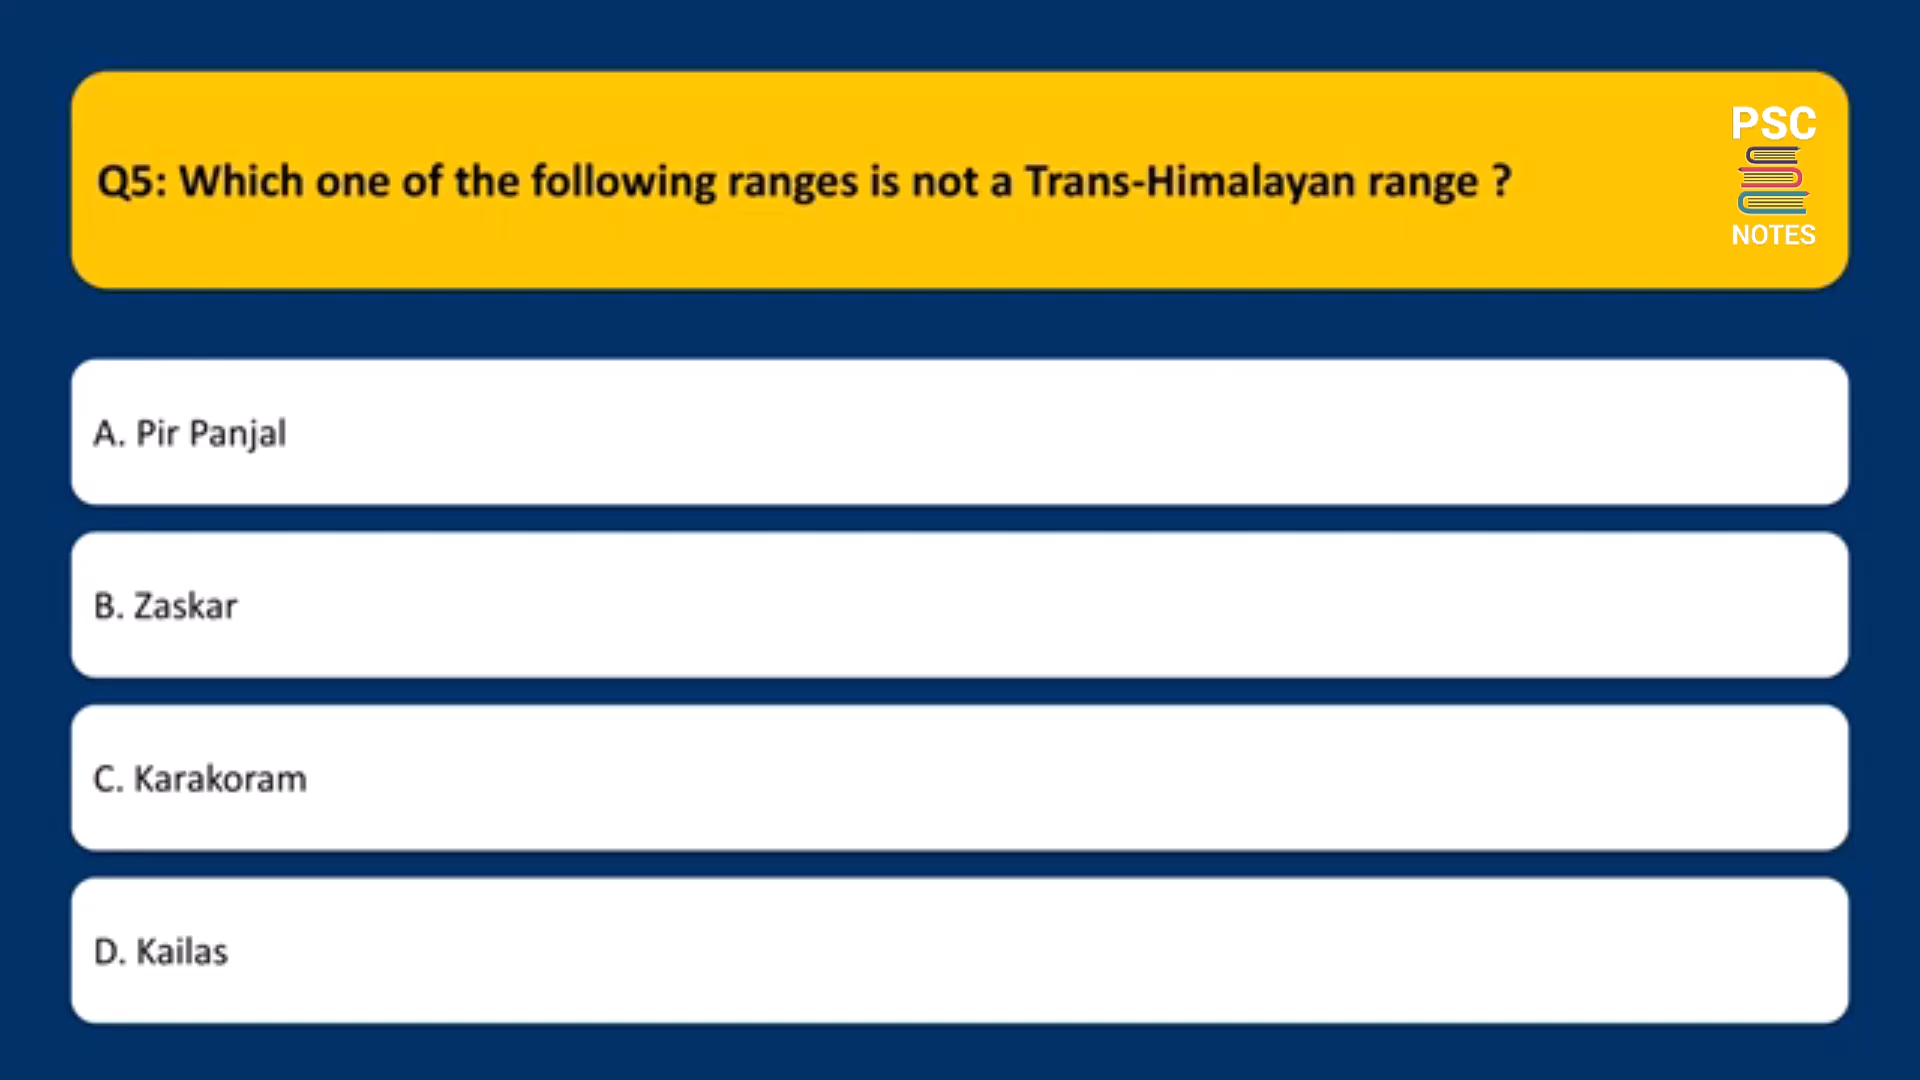 PSC
NOTES
Q5: Which one of the following ranges is not a Trans-Himalayan range ?
A. Pir Panjal
B. Zaskar
C. Karakoram
D. Kailas